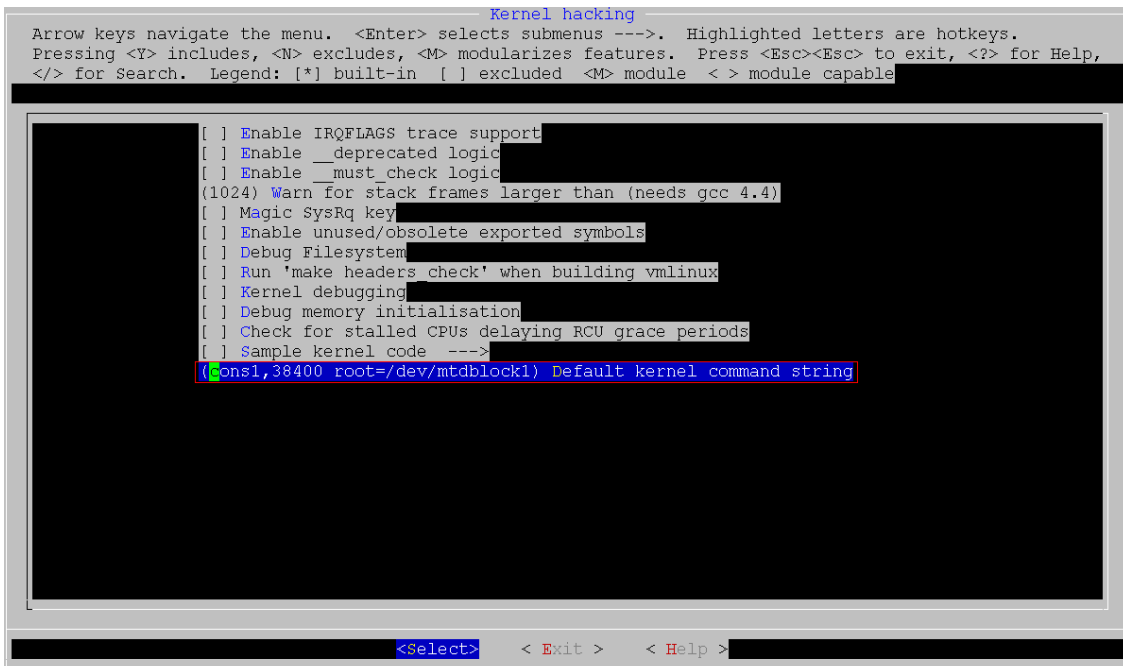 Kernel hacking
Arrow keys navigate the menu.  <Enter> selects submenus --->.  Highlighted letters are hotkeys.
Pressing <Y> includes, <N> excludes, <M> modularizes features.  Press <Esc><Esc> to exit, <?> for Help,
</> for Search.  Legend: [*] built-in  [ ] excluded  <M> module  < > module capable
[ ] Enable IRQFLAGS trace support
[ ] Enable __deprecated logic
[ ] Enable __must_check logic
(1024) Warn for stack frames larger than (needs gcc 4.4)
[ ] Magic SysRq key
[ ] Enable unused/obsolete exported symbols
[ ] Debug Filesystem
[ ] Run 'make headers_check' when building vmlinux
[ ] Kernel debugging
[ ] Debug memory initialisation
[ ] Check for stalled CPUs delaying RCU grace periods
[ ] Sample kernel code  --->
(cons1,38400 root=/dev/mtdblock1) Default kernel command string
<Select>    < Exit >    < Help >